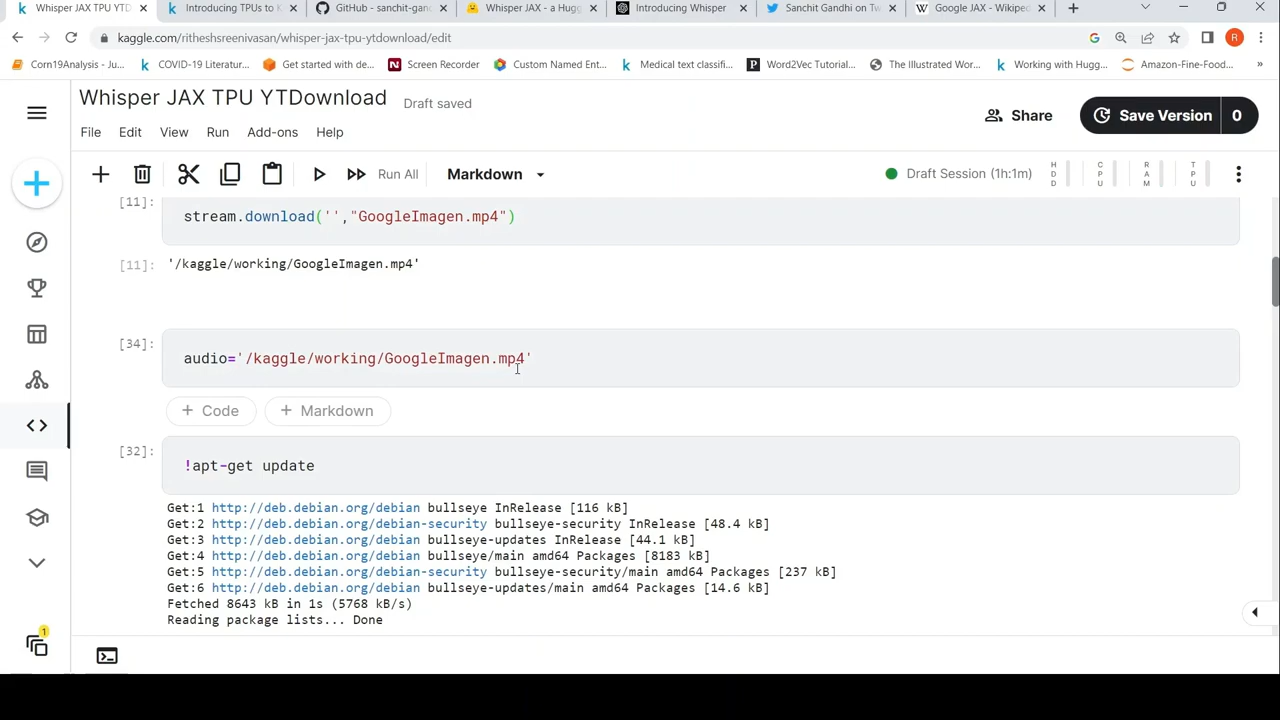 Whisper JAX TPU YTD
Introducing TPUs to K
GitHub - sanchit-gan
Whisper JAX - a Hugg
Introducing Whisper
Sanchit Gandhi on Tw
Google JAX - Wikiped
kaggle.com/ritheshsreenivasan/whisper-jax-tpu-ytdownload/edit
R
Corn19Analysis - Ju...
COVID-19 Literatur...
Get started with de...
Screen Recorder
Custom Named Ent...
Medical text classifi...
Word2Vec Tutorial...
The Illustrated Wor...
Working with Hugg...
Amazon-Fine-Food...
»
Whisper JAX TPU YTDownload
Draft saved
Share
Save Version
0
File
Edit
View
Run
Add-ons
Help
Run All
Markdown
Draft Session (1h:1m)
HDD
CPU
RAM
TPU
[11]:
stream.download('',"GoogleImagen.mp4")
[11]:
'/kaggle/working/GoogleImagen.mp4'
[34]:
audio='/kaggle/working/GoogleImagen.mp4'
+ Code
+ Markdown
[32]:
!apt-get update
Get:1 http://deb.debian.org/debian bullseye InRelease [116 kB]
Get:2 http://deb.debian.org/debian-security bullseye-security InRelease [48.4 kB]
Get:3 http://deb.debian.org/debian bullseye-updates InRelease [44.1 kB]
Get:4 http://deb.debian.org/debian bullseye/main amd64 Packages [8183 kB]
Get:5 http://deb.debian.org/debian-security bullseye-security/main amd64 Packages [237 kB]
Get:6 http://deb.debian.org/debian bullseye-updates/main amd64 Packages [14.6 kB]
Fetched 8643 kB in 1s (5768 kB/s)
Reading package lists... Done
1